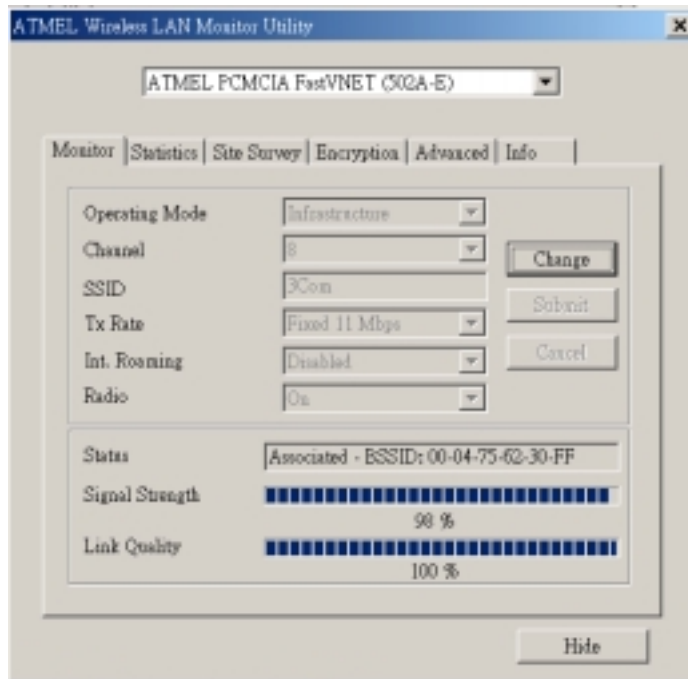 ATMEL Wireless LAN Monitor Utility
ATMEL PCMCIA FastVNET (502A-E)
Monitor Statistics Site Survey Encryption Advanced Info
Operating Mode Infrastructure
Channel 8
Change
SSID 3Com
Submit
Tx Rate Fixed 11 Mbps
Int. Roaming Disabled
Cancel
Radio On
Status Associated - BSSID: 00-04-75-62-30-FF
Signal Strength
98 %
Link Quality
100 %
Hide